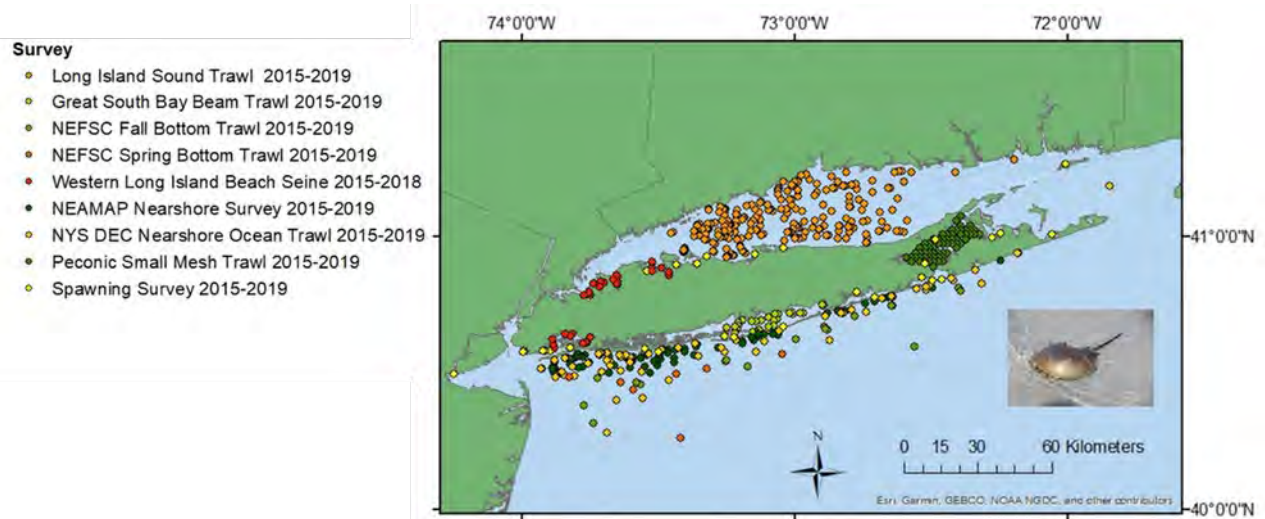 Survey
Long Island Sound Trawl 2015-2019
Great South Bay Beam Trawl 2015-2019
NEFSC Fall Bottom Trawl 2015-2019
NEFSC Spring Bottom Trawl 2015-2019
Western Long Island Beach Seine 2015-2018
NEAMAP Nearshore Survey 2015-2019
NYS DEC Nearshore Ocean Trawl 2015-2019
Peconic Small Mesh Trawl 2015-2019
Spawning Survey 2015-2019
74°0'0"W 73°0'0"W 72°0'0"W
41°0'0"N
N
0 15 30 60 Kilometers
Esri, Garmin, GEBCO, NOAA NGDC, and other contributors
40°0'0"N